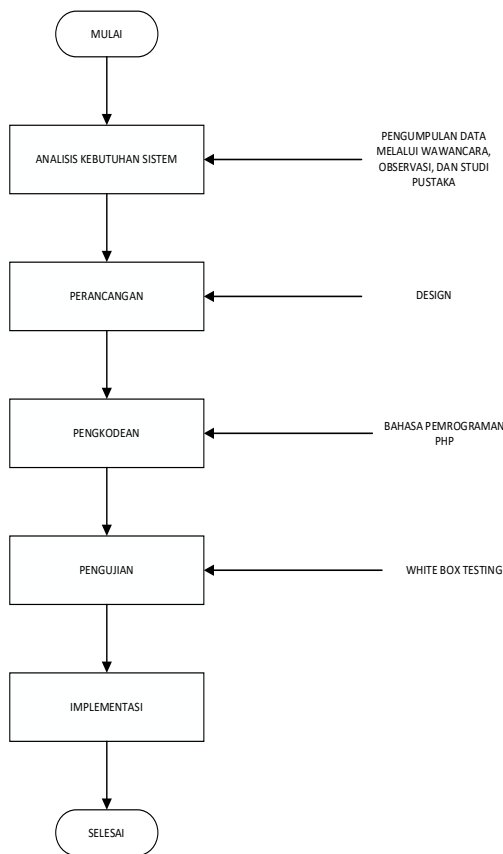 MULAI
ANALISIS KEBUTUHAN SISTEM
PENGUMPULAN DATA
MELALUI WAWANCARA,
OBSERVASI, DAN STUDI
PUSTAKA
PERANCANGAN
DESIGN
PENGKODEAN
BAHASA PEMROGRAMAN
PHP
PENGUJIAN
WHITE BOX TESTING
IMPLEMENTASI
SELESAI